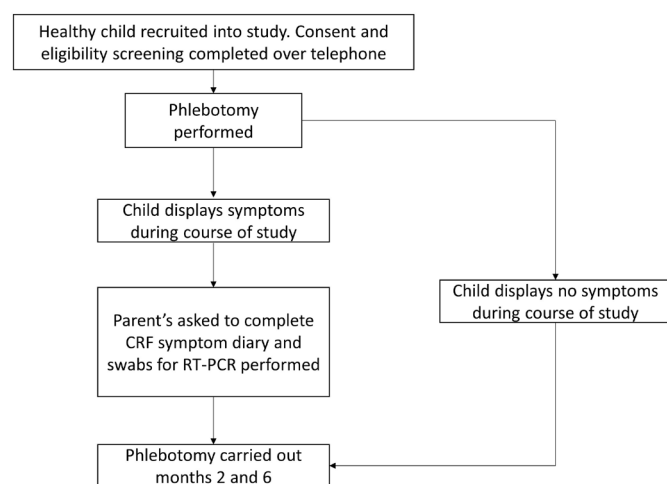 Healthy child recruited into study. Consent and
eligibility screening completed over telephone
Phlebotomy
performed
Child displays symptoms
during course of study
Child displays no symptoms
during course of study
Parent's asked to complete
CRF symptom diary and
swabs for RT-PCR performed
Phlebotomy carried out
months 2 and 6